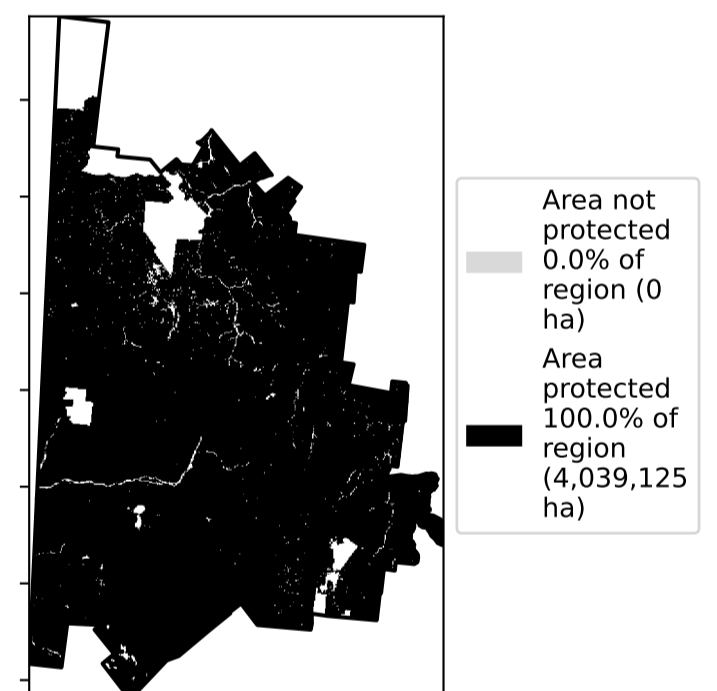 Area not
protected
0.0% of
region (0
ha)
Area
protected
100.0% of
region
(4,039,125
ha)